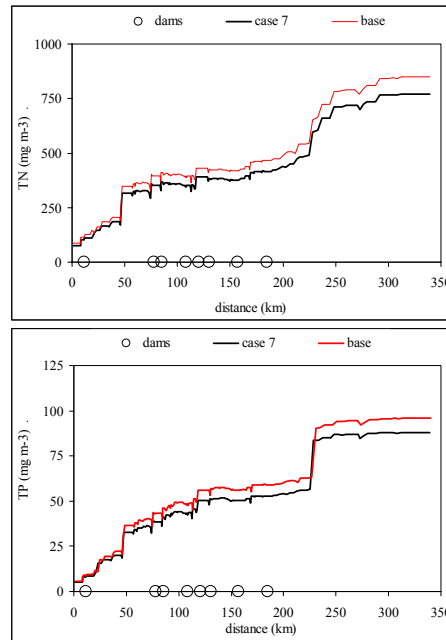 dams case 7 base
1000
750
500
250
0
TN (mg m-3) .
0 50 100 150 200 250 300 350
distance (km)
dams case 7 base
125
100
75
50
25
0
TP (mg m-3) .
0 50 100 150 200 250 300 350
distance (km)